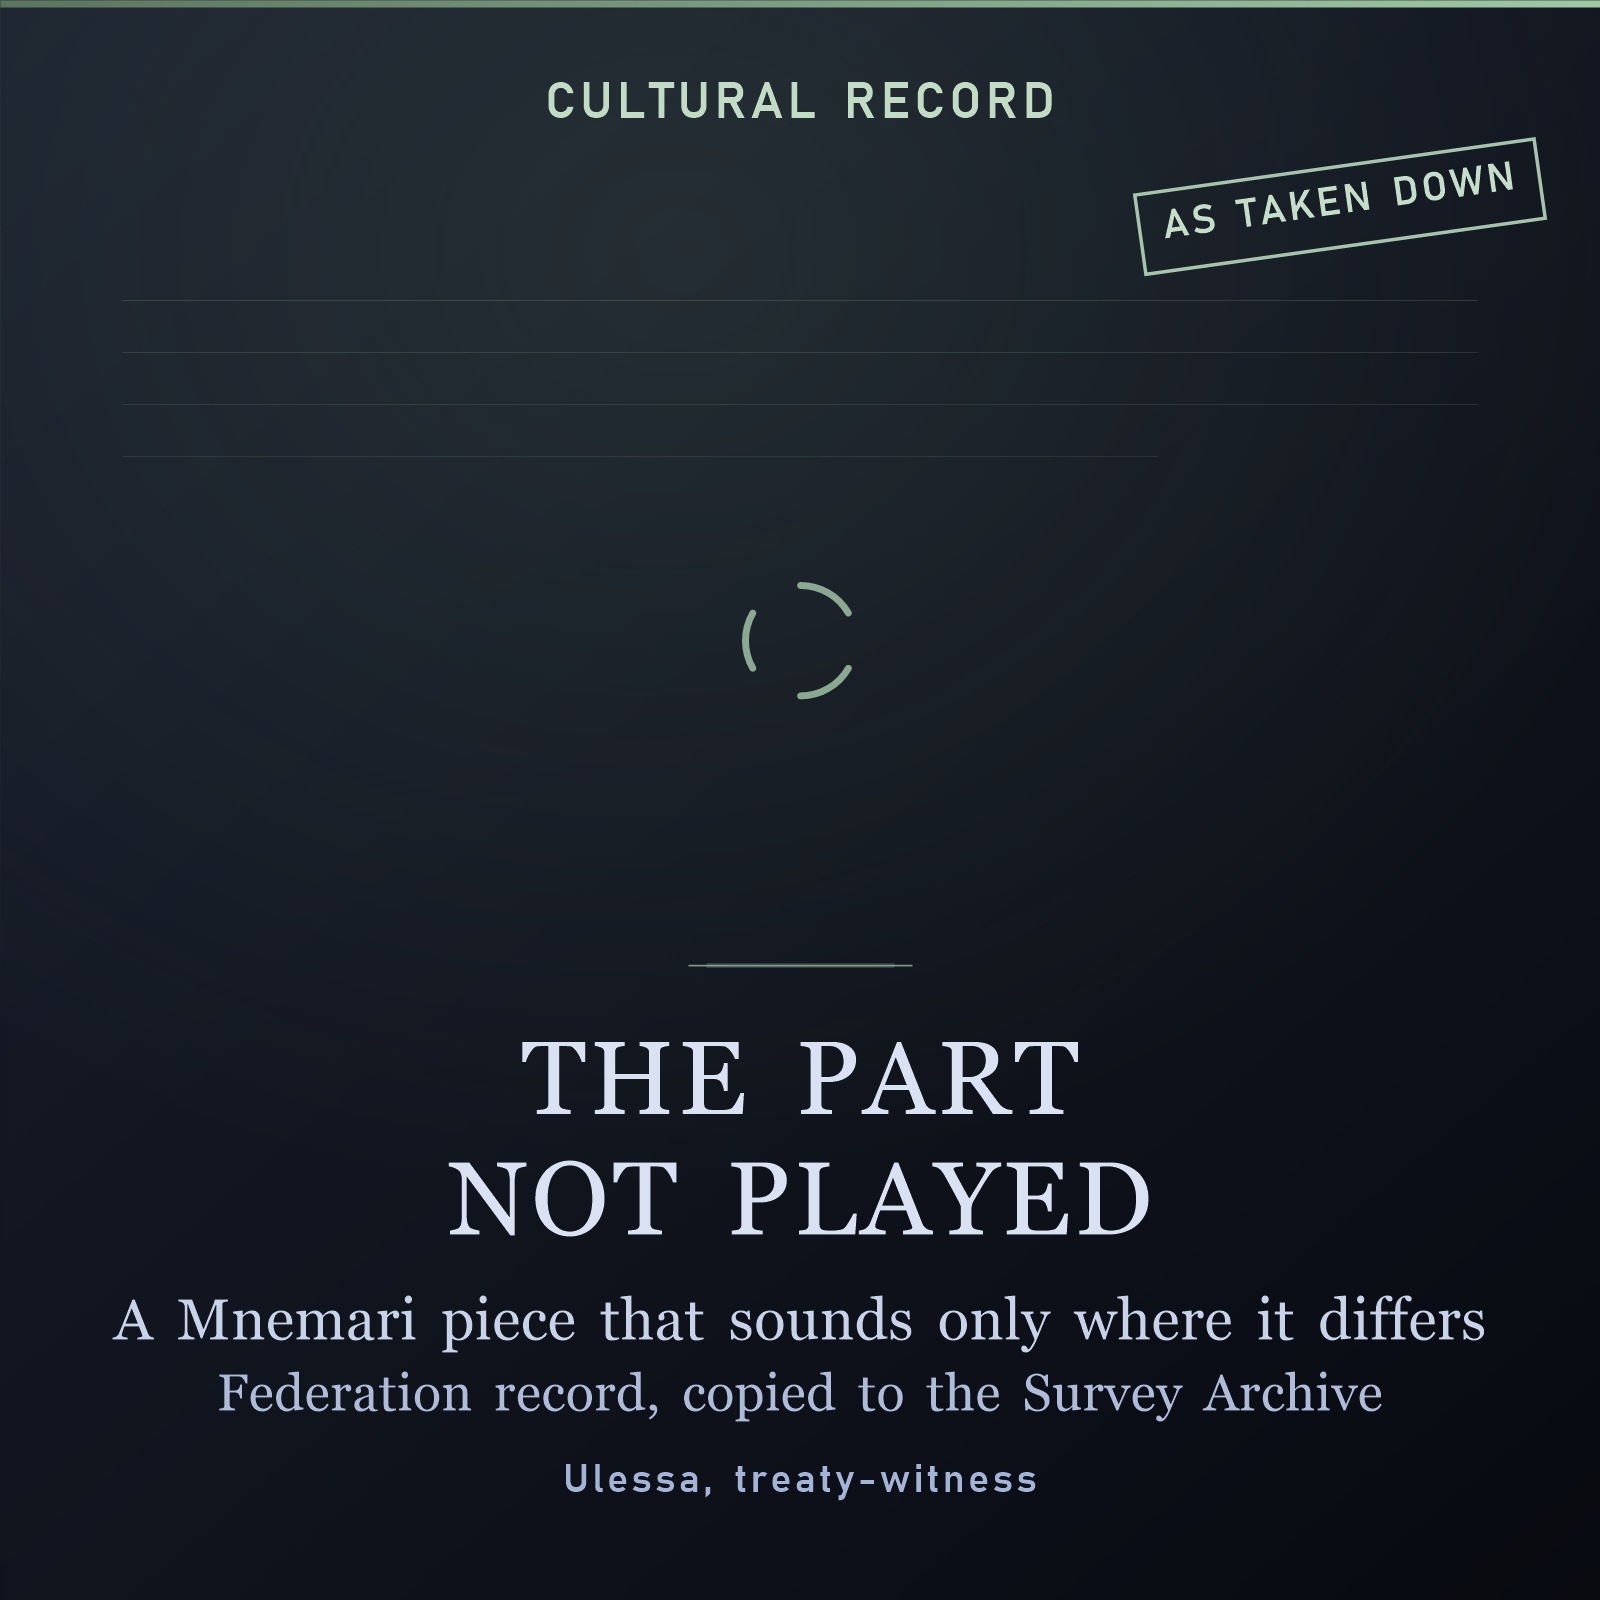 CULTURAL RECORD
AS TAKEN DOWN
THE PART
NOT PLAYED
A Mnemari piece that sounds only where it differs
Federation record, copied to the Survey Archive
Ulessa, treaty-witness